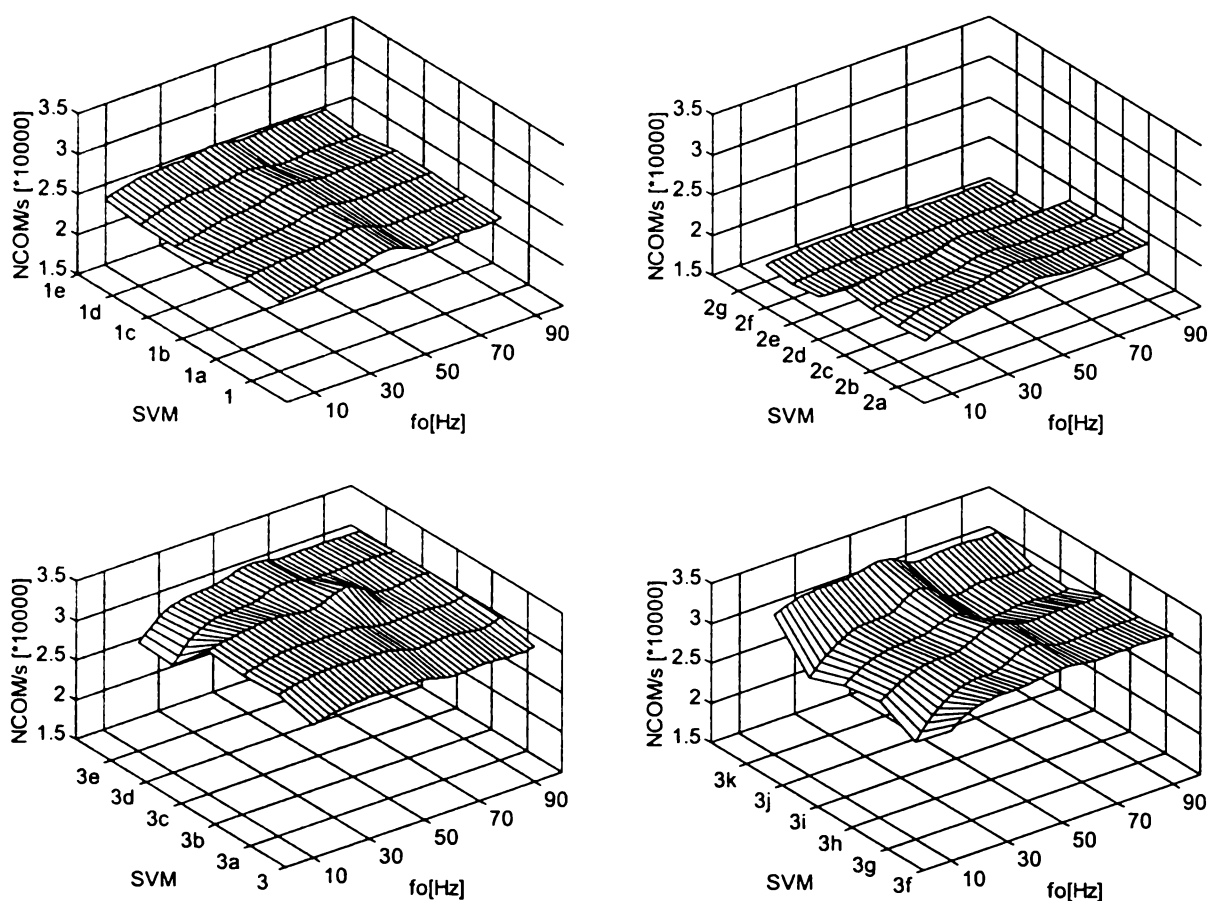 NCOM/s [*10000]
3.5
3
2.5
2
1.5
1e
1d
1c
1b
1a
1
SVM
10
30
50
70
90
fo[Hz]
NCOM/s [*10000]
3.5
3
2.5
2
1.5
2g
2f
2e
2d
2c
2b
2a
SVM
10
30
50
70
90
fo[Hz]
NCOM/s [*10000]
3.5
3
2.5
2
1.5
3e
3d
3c
3b
3a
3
SVM
10
30
50
70
90
fo[Hz]
NCOM/s [*10000]
3.5
3
2.5
2
1.5
3k
3j
3i
3h
3g
3f
SVM
10
30
50
70
90
fo[Hz]